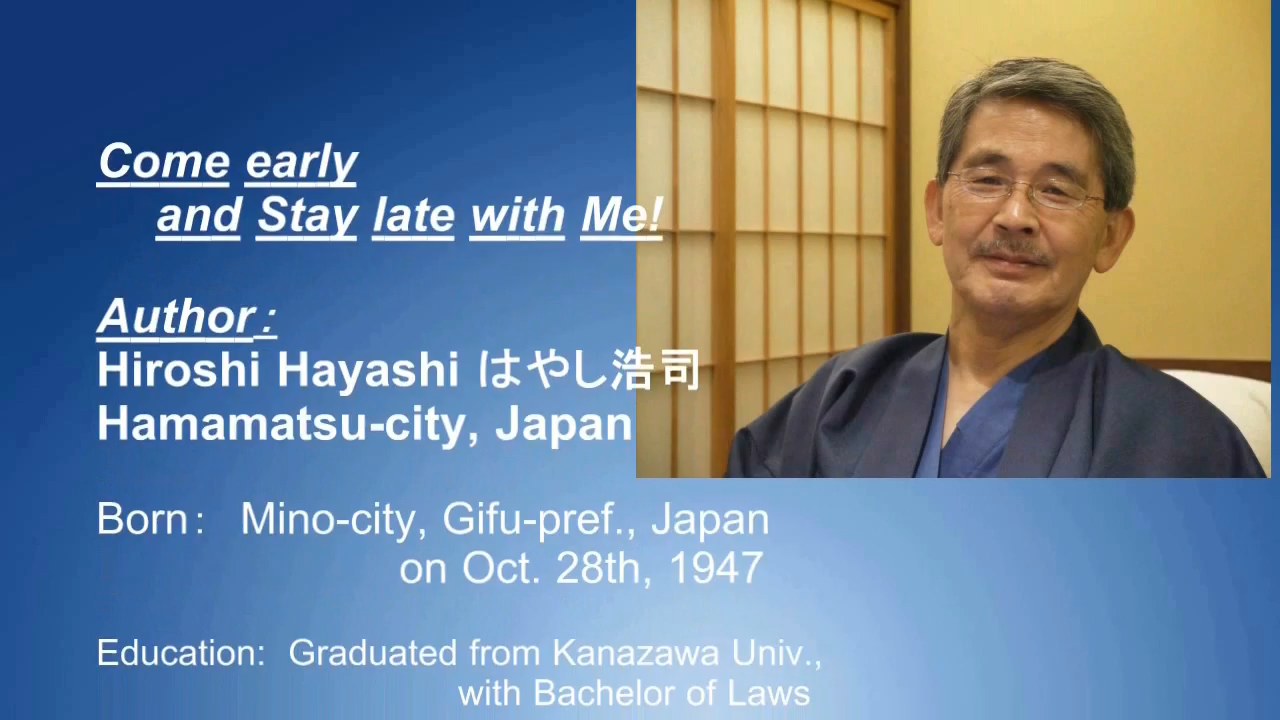 Come early
and Stay late with Me!
Author：
Hiroshi Hayashi はやし浩司
Hamamatsu-city, Japan
Born： Mino-city, Gifu-pref., Japan
on Oct. 28th, 1947
Education: Graduated from Kanazawa Univ.,
with Bachelor of Laws